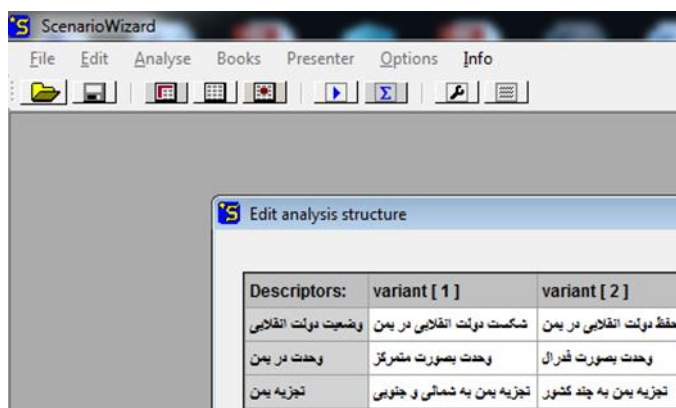 ScenarioWizard
File Edit Analyse Books Presenter Options Info
Edit analysis structure
Descriptors: variant [ 1 ] variant [ 2 ]
وضعیت دولت انقلابی شکست دولت انقلابی در یمن حفظ دولت انقلابی در یمن
وحدت در یمن وحدت بصورت متمرکز وحدت بصورت فدرال
تجزیه یمن تجزیه یمن به شمالی و جنوبی تجزیه یمن به چند کشور